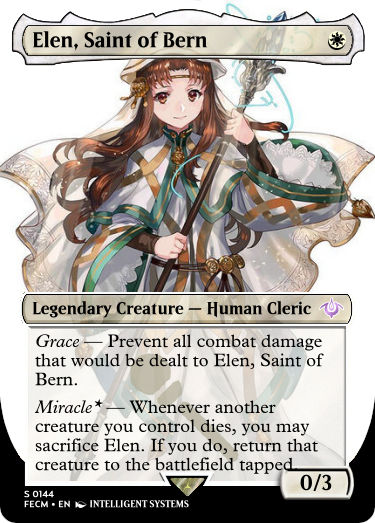 Elen, Saint of Bern
Legendary Creature — Human Cleric
Grace — Prevent all combat damage
that would be dealt to Elen, Saint of
Bern.
Miracle* — Whenever another
creature you control dies, you may
sacrifice Elen. If you do, return that
creature to the battlefield tapped.
0/3
S 0144
FECM • EN INTELLIGENT SYSTEMS